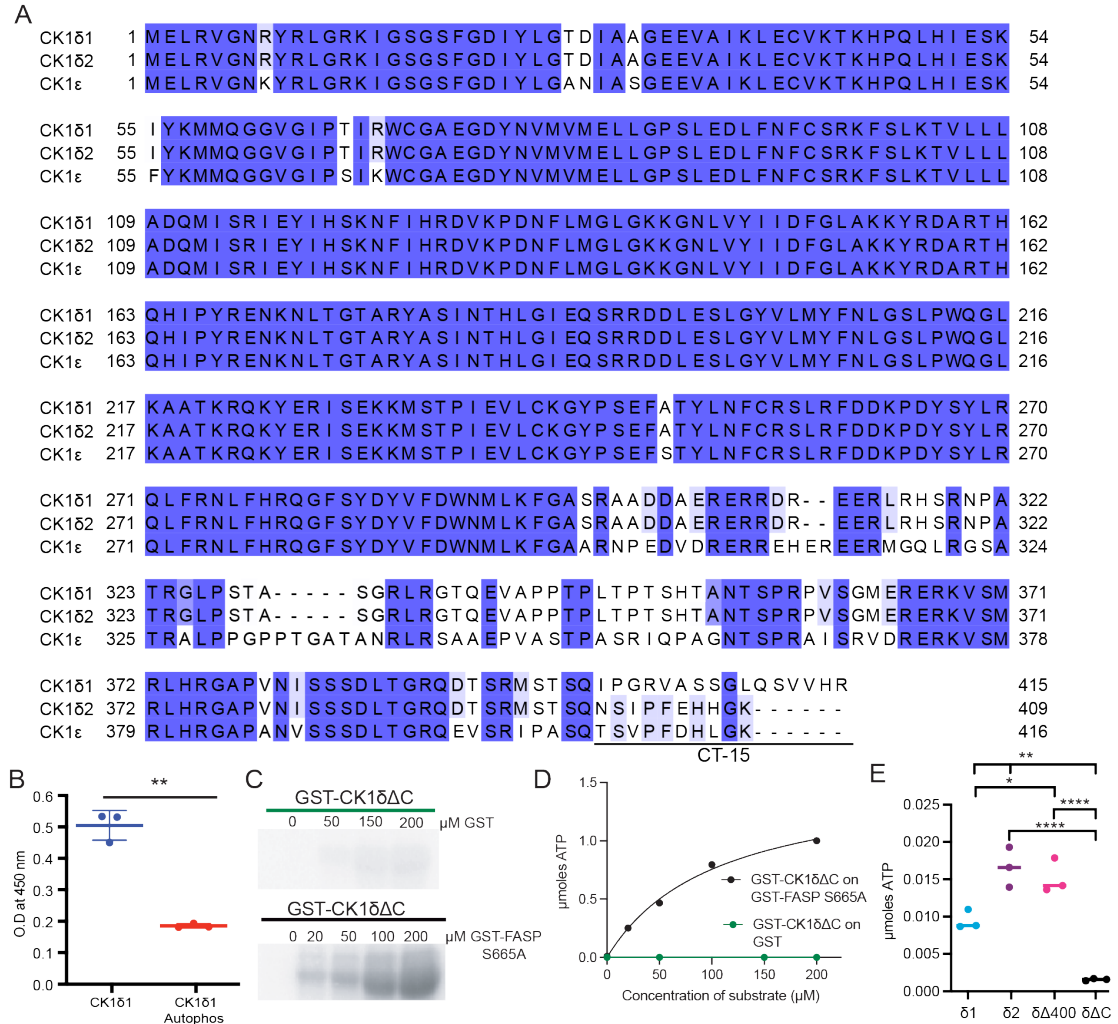 A
CK1δ1 1 MELRVGNRYRLGRKIGSGSFGDIYLGTDIAAGEEVAIKLECVKTKHPQLHIESK 54
CK1δ2 1 MELRVGNRYRLGRKIGSGSFGDIYLGTDIAAGEEVAIKLECVKTKHPQLHIESK 54
CK1ε 1 MELRVGNKYRLGRKIGSGSFGDIYLGANIASGEEVAIKLECVKTKHPQLHIESK 54
CK1δ1 55 IYKMMQGGVGIPTIRWCGAEGDYNVMVMELLGPSLEDLFNFCSRKFSLKTVLLL 108
CK1δ2 55 IYKMMQGGVGIPTIRWCGAEGDYNVMVMELLGPSLEDLFNFCSRKFSLKTVLLL 108
CK1ε 55 FYKMMQGGVGIPSIKWCGAEGDYNVMVMELLGPSLEDLFNFCSRKFSLKTVLLL 108
CK1δ1 109 ADQMISRIEYIHSKNFIHRDVKPDNFLMGLGKKGNLVYIIDFGLAKKYRDARTH 162
CK1δ2 109 ADQMISRIEYIHSKNFIHRDVKPDNFLMGLGKKGNLVYIIDFGLAKKYRDARTH 162
CK1ε 109 ADQMISRIEYIHSKNFIHRDVKPDNFLMGLGKKGNLVYIIDFGLAKKYRDARTH 162
CK1δ1 163 QHIPYRENKNLTGTARYASINTHLGIEQSRRDDLESLGYVLMYFNLGSLPWQGL 216
CK1δ2 163 QHIPYRENKNLTGTARYASINTHLGIEQSRRDDLESLGYVLMYFNLGSLPWQGL 216
CK1ε 163 QHIPYRENKNLTGTARYASINTHLGIEQSRRDDLESLGYVLMYFNLGSLPWQGL 216
CK1δ1 217 KAATKRQKYERISEKKMSTPIEVLCKGYPSEFATYLNFCRSLRFDDKPDYSYLR 270
CK1δ2 217 KAATKRQKYERISEKKMSTPIEVLCKGYPSEFATYLNFCRSLRFDDKPDYSYLR 270
CK1ε 217 KAATKRQKYERISEKKMSTPIEVLCKGYPSEFSTYLNFCRSLRFDDKPDYSYLR 270
CK1δ1 271 QLFRNLFHRQGFSYDYVFDWNMLKFGASRAADDAERERRDR--EERLRHSRNPA 322
CK1δ2 271 QLFRNLFHRQGFSYDYVFDWNMLKFGASRAADDAERERRDR--EERLRHSRNPA 322
CK1ε 271 QLFRNLFHRQGFSYDYVFDWNMLKFGAARNPEDVDRERREHEREERMGQLRGSA 324
CK1δ1 323 TRGLPSTA-----SGRLRGTQEVAPPTPLTPTSHTANTSPRPVSGMERERKVSM 371
CK1δ2 323 TRGLPSTA-----SGRLRGTQEVAPPTPLTPTSHTANTSPRPVSGMERERKVSM 371
CK1ε 325 TRALPPGPPTGATANRLRSAAEPVASTPASRIQPAGNTSPRAISRVDRERKVSM 378
CK1δ1 372 RLHRGAPVNISSSDLTGRQDTSRMSTSQIPGRVASSGLQSVVHR 415
CK1δ2 372 RLHRGAPVNISSSDLTGRQDTSRMSTSQNSIPFEHHGK------ 409
CK1ε 379 RLHRGAPANVSSSDLTGRQEVSRIPASQTSVPFDHLGK------ 416
CT-15
B
**
O.D at 450 nm
0.6
0.5
0.4
0.3
0.2
0.1
0.0
CK1δ1
CK1δ1
Autophos
C
GST-CK1δΔC
0 50 150 200 μM GST
GST-CK1δΔC
0 20 50 100 200 μM GST-FASP
S665A
D
μmoles ATP
1.5
1.0
0.5
0.0
0 50 100 150 200
Concentration of substrate (μM)
GST-CK1δΔC on
GST-FASP S665A
GST-CK1δΔC on
GST
E
**
*
****
****
μmoles ATP
0.025
0.020
0.015
0.010
0.005
0.000
δ1 δ2 δΔ400 δΔC